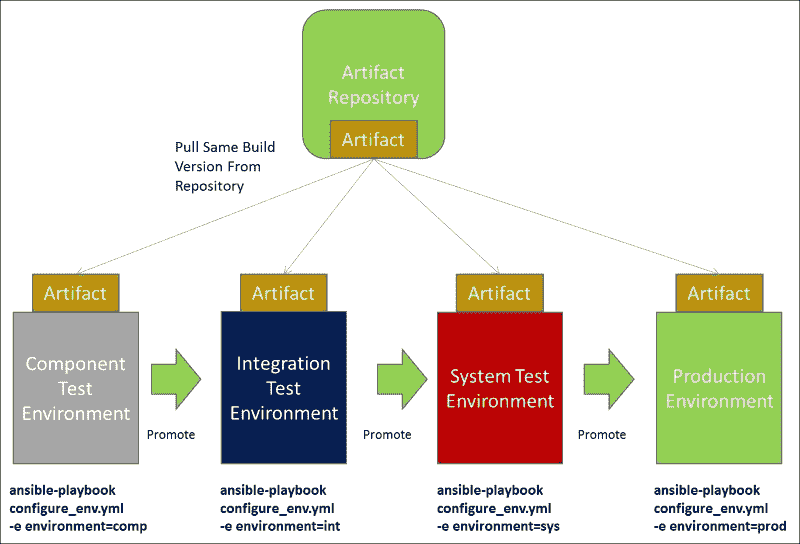 Artifact
Repository
Artifact
Pull Same Build
Version From
Repository
Artifact
Artifact
Artifact
Artifact
Component
Test
Environment
Promote
Integration
Test
Environment
Promote
System Test
Environment
Promote
Production
Environment
ansible-playbook
configure_env.yml
-e environment=comp
ansible-playbook
configure_env.yml
-e environment=int
ansible-playbook
configure_env.yml
-e environment=sys
ansible-playbook
configure_env.yml
-e environment=prod